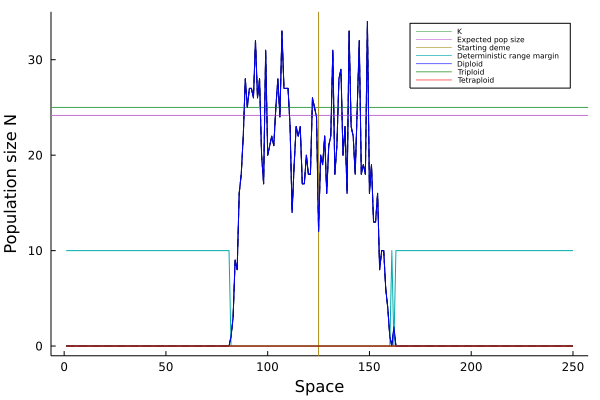 30
20
10
0
Population size N
0
50
100
150
200
250
Space
K
Expected pop size
Starting deme
Deterministic range margin
Diploid
Triploid
Tetraploid